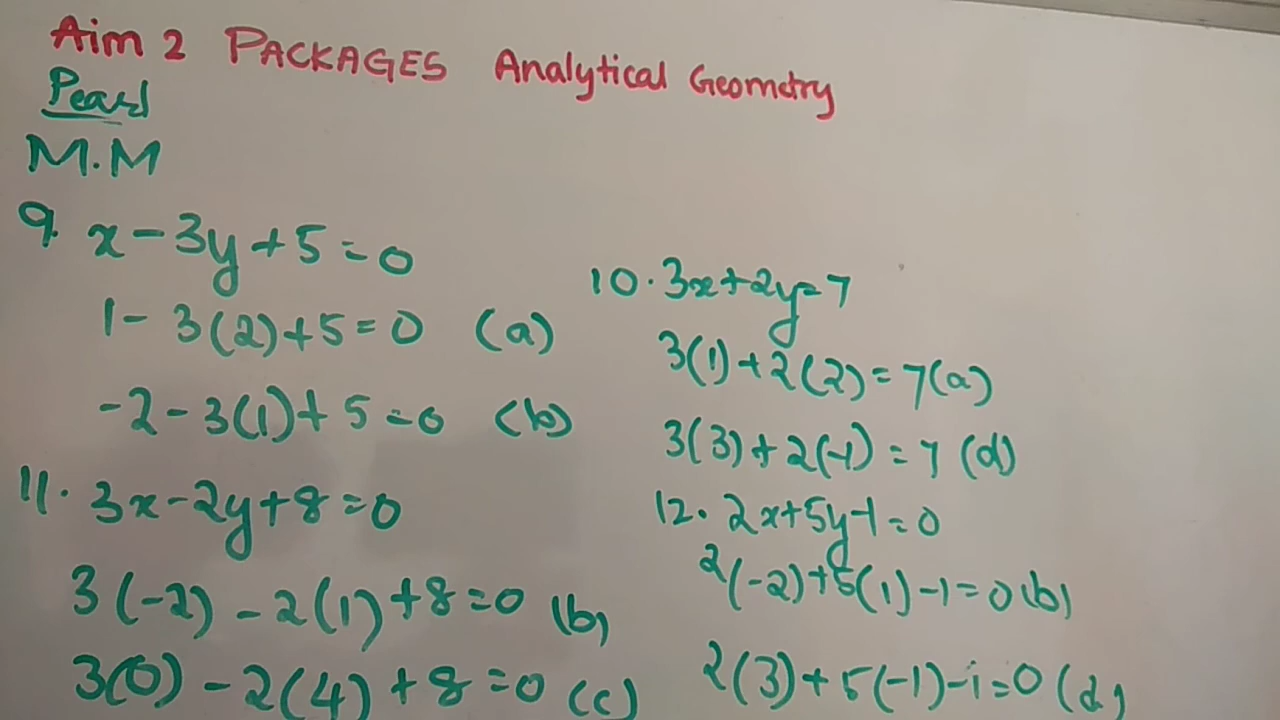 Aim 2 PACKAGES Analytical Geometry
Pearl
M.M
9. x-3y+5=0
1-3(2)+5=0 (a)
-2-3(1)+5=0 (b)
10. 3x+2y=7
3(1)+2(2)=7(a)
3(3)+2(-1)=7 (d)
11. 3x-2y+8=0
3(-2)-2(1)+8=0 (b)
3(0)-2(4)+8=0 (c)
12. 2x+5y-1=0
2(-2)+5(1)-1=0(b)
2(3)+5(-1)-1=0(d)